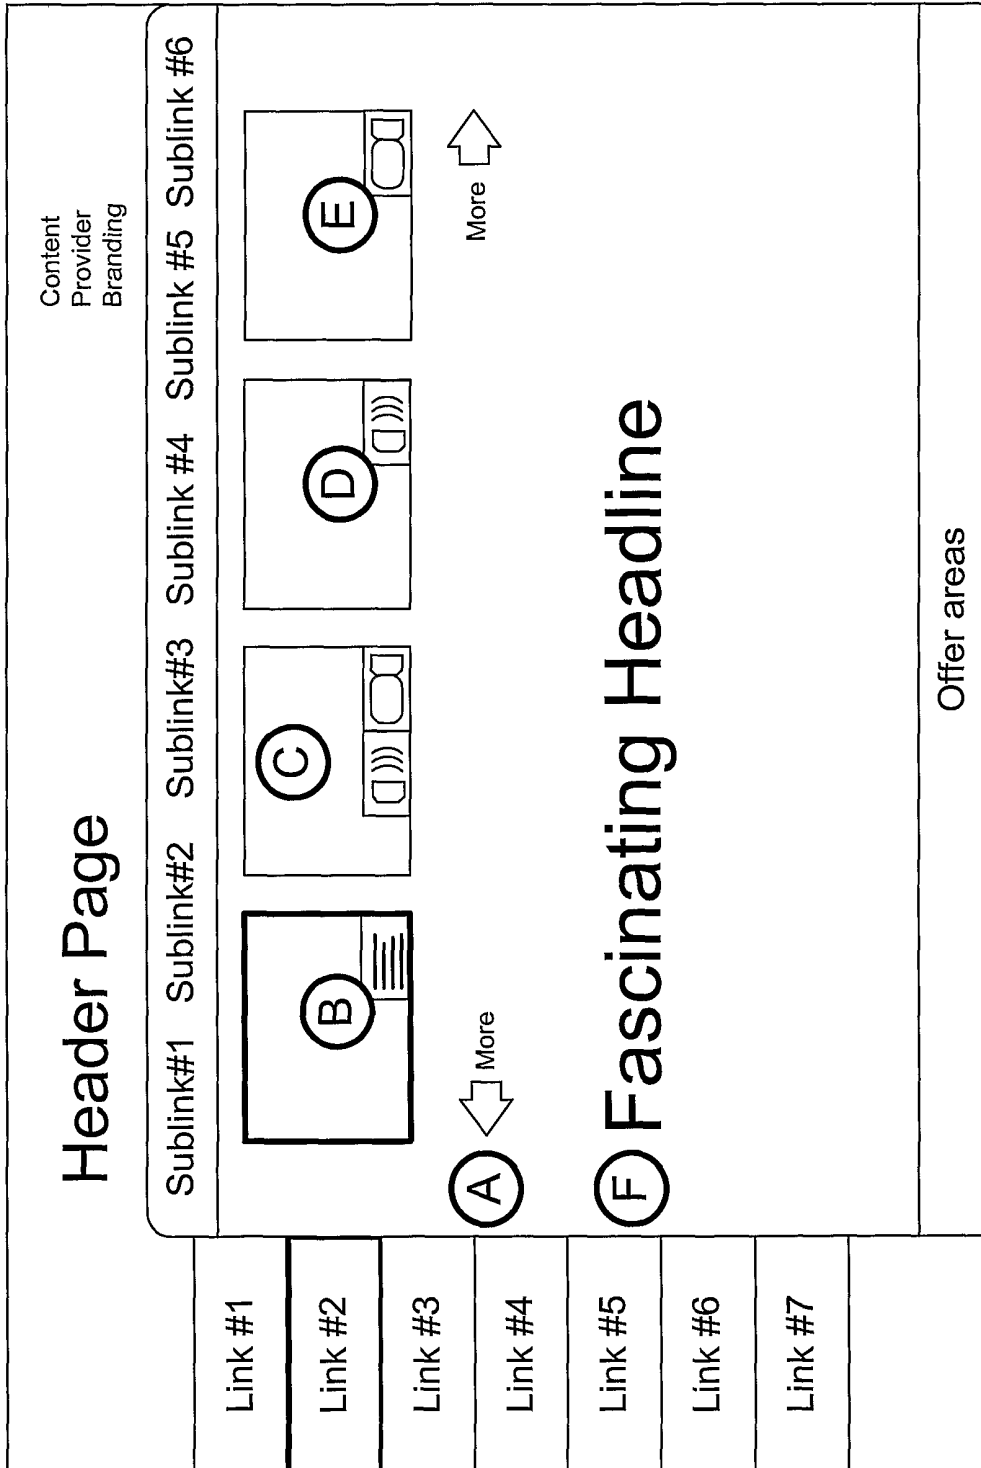 Header Page
Content
Provider
Branding
Sublink#1 Sublink#2 Sublink#3 Sublink #4 Sublink #5 Sublink #6
Link #1
Link #2
Link #3
Link #4
Link #5
Link #6
Link #7
B
C
D
E
A
More
More
F Fascinating Headline
Offer areas